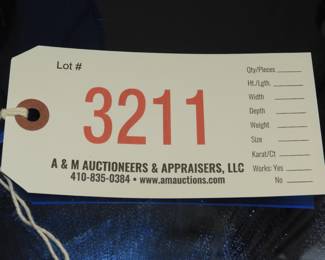 Lot #
3211
A & M AUCTIONEERS & APPRAISERS, LLC
410-835-0384 • www.amauctions.com
Qty/Pieces
Ht./Lgth.
Width
Depth
Weight
Size
Karat/Ct
Works: Yes
No